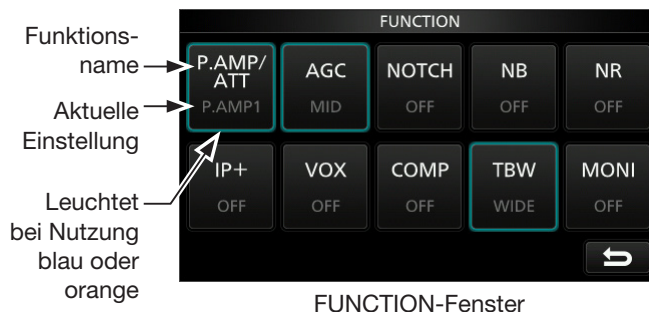 FUNCTION
Funktions-
name
Aktuelle
Einstellung
Leuchtet
bei Nutzung
blau oder
orange
P.AMP/
ATT
P.AMP1
AGC
MID
NOTCH
OFF
NB
OFF
NR
OFF
IP+
OFF
VOX
OFF
COMP
OFF
TBW
WIDE
MONI
OFF
FUNCTION-Fenster